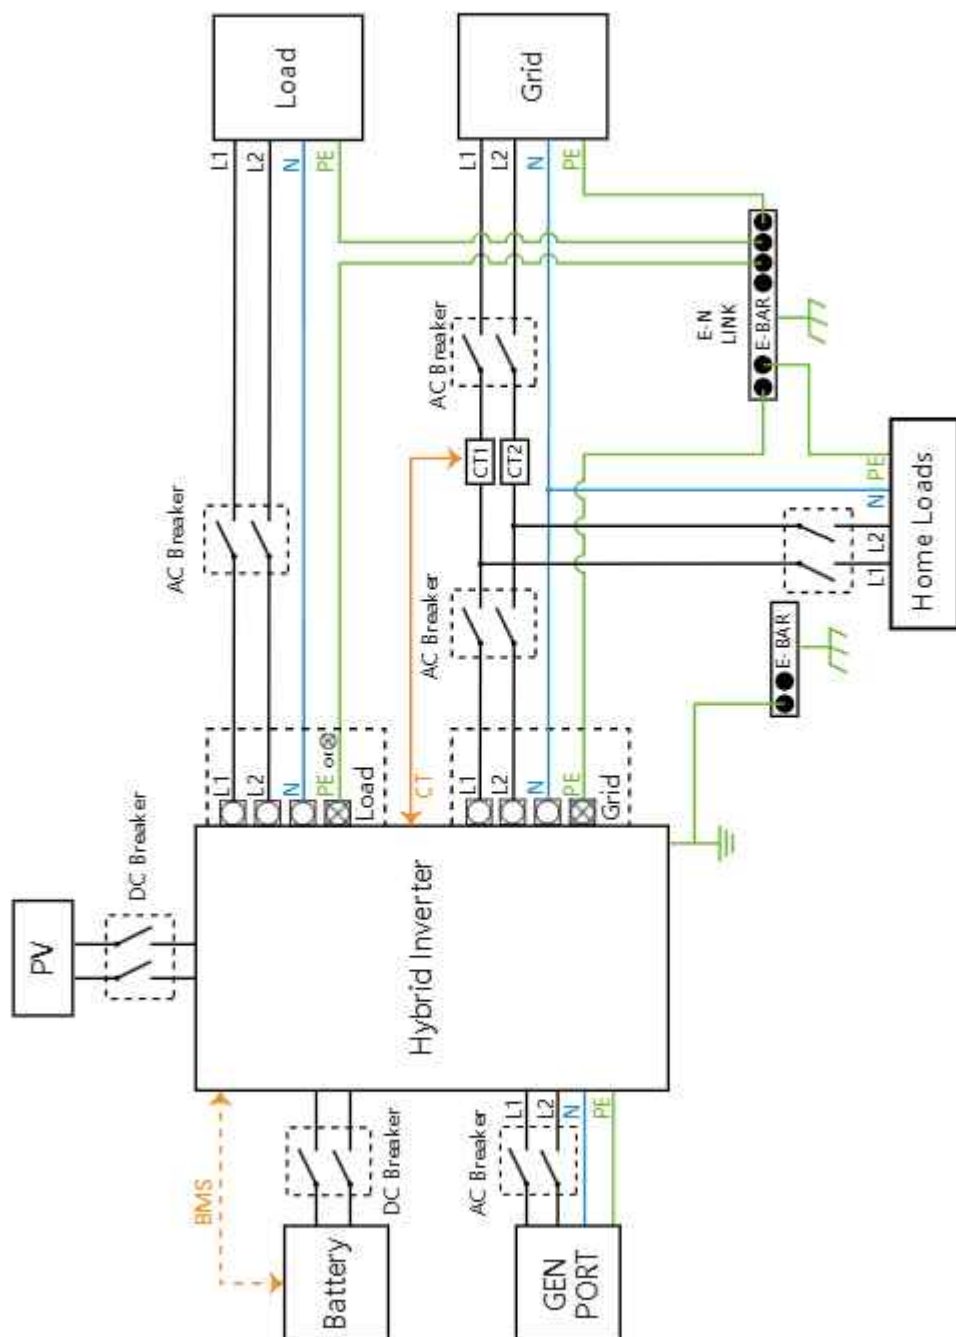 PV
DC Breaker
BMS
Battery
DC Breaker
AC Breaker
GEN
PORT
L1
L2
N
PE
Hybrid Inverter
L1
L2
N
PE or⊗
Load
CT
L1
L2
N
PE
Grid
AC Breaker
L1
L2
N
PE
Load
AC Breaker
CT1
CT2
AC Breaker
L1
L2
N
PE
Grid
E-N
LINK
E-BAR
E-BAR
L1
L2
N
PE
Home Loads